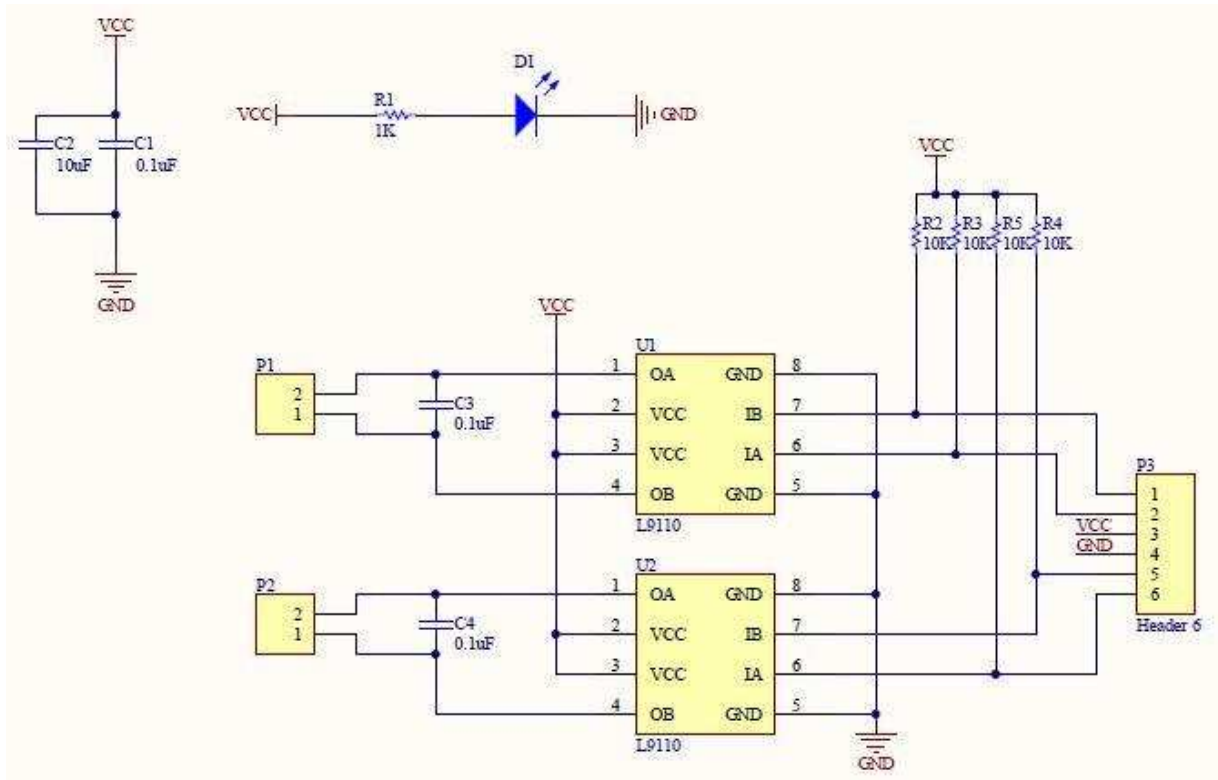 VCC
C2
10uF
C1
0.1uF
GND
VCC
R1
1K
D1
GND
VCC
R2
10K
R3
10K
R5
10K
R4
10K
VCC
P1
2
1
C3
0.1uF
U1
1 OA GND 8
2 VCC IB 7
3 VCC IA 6
4 OB GND 5
L9110
P3
1
2
VCC 3
GND 4
5
6
Header 6
P2
2
1
C4
0.1uF
U2
1 OA GND 8
2 VCC IB 7
3 VCC IA 6
4 OB GND 5
L9110
GND